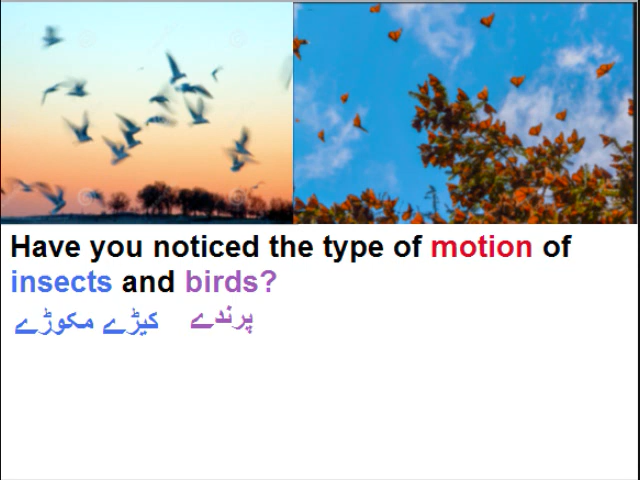 Have you noticed the type of motion of
insects and birds?
کیڑے مکوڑے پرندے